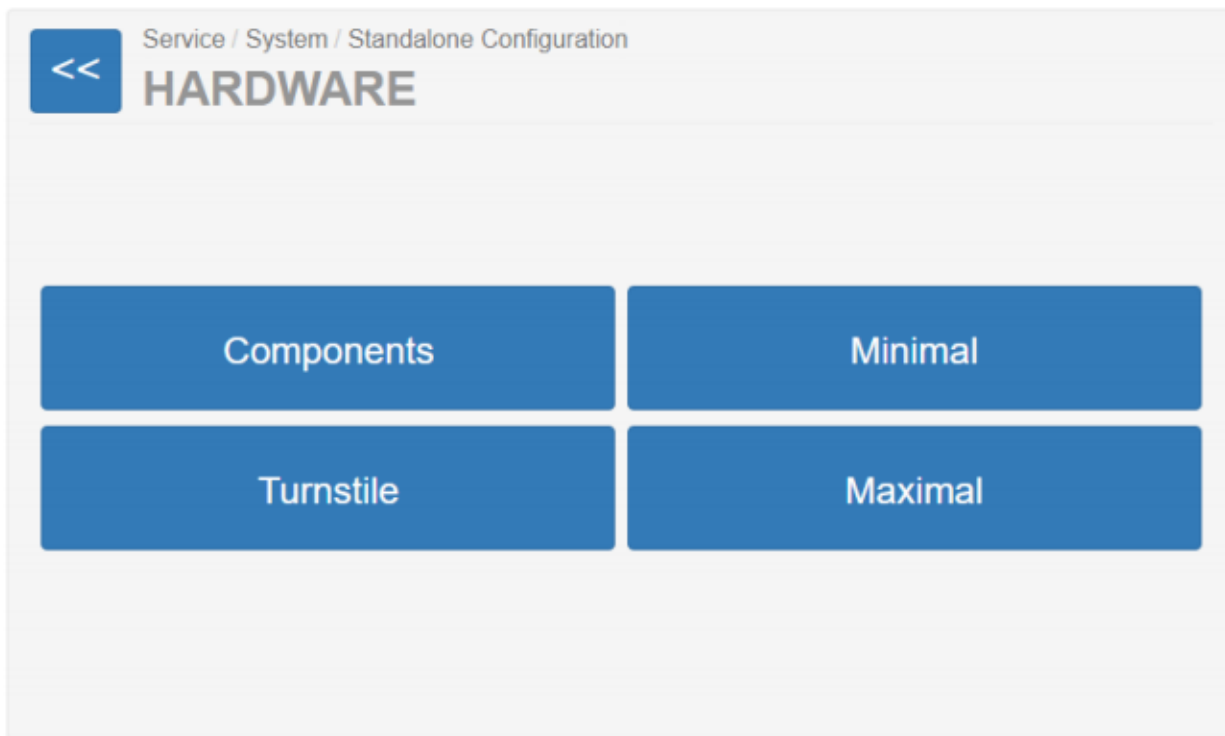 <<
Service / System / Standalone Configuration
HARDWARE
Components
Minimal
Turnstile
Maximal